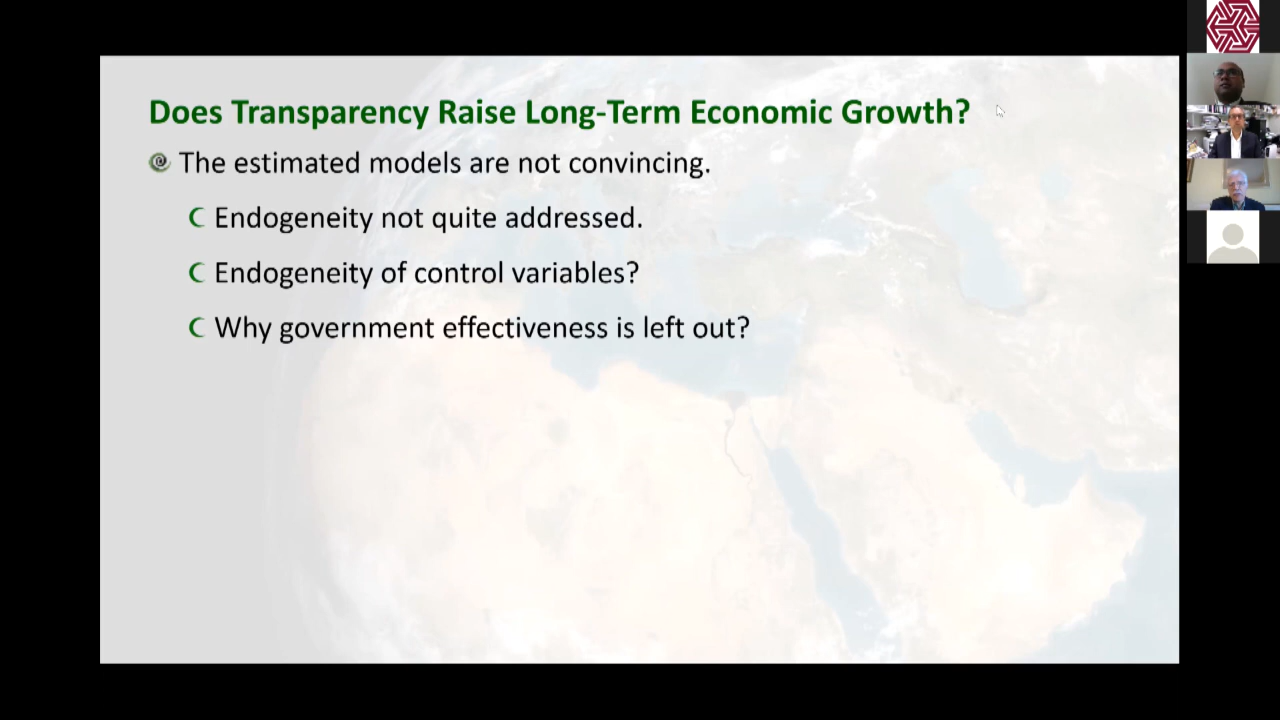 Does Transparency Raise Long-Term Economic Growth?
The estimated models are not convincing.
Endogeneity not quite addressed.
Endogeneity of control variables?
Why government effectiveness is left out?